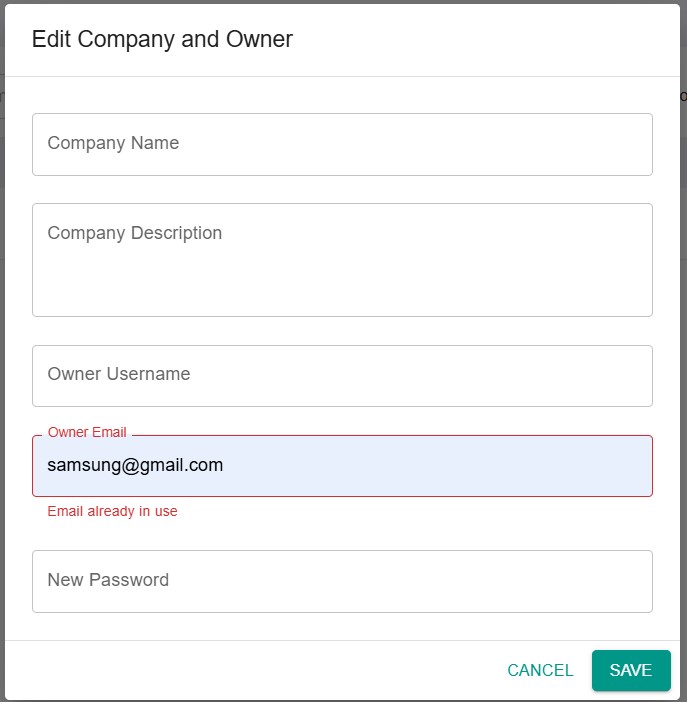 Edit Company and Owner
Company Name
Company Description
Owner Username
Owner Email
samsung@gmail.com
Email already in use
New Password
CANCEL SAVE